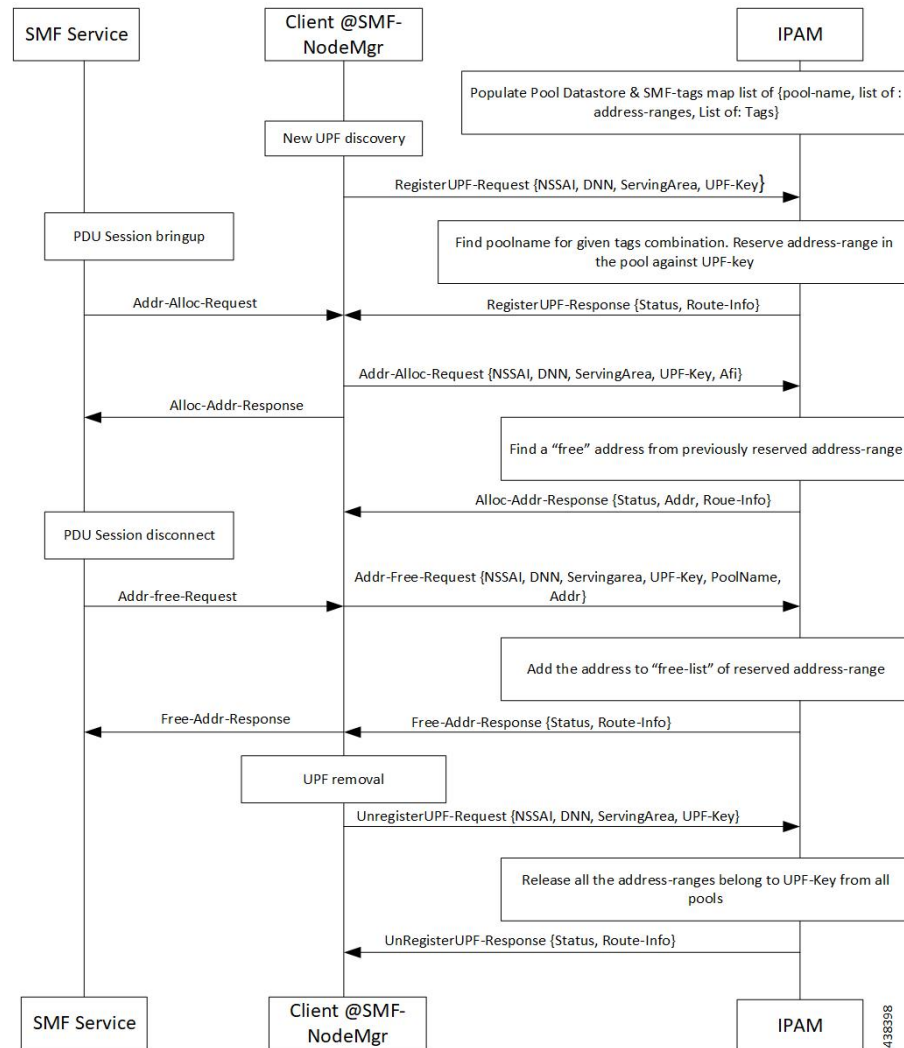 SMF Service
Client @SMF-
NodeMgr
IPAM
Populate Pool Datastore & SMF-tags map list of {pool-name, list of :
address-ranges, List of: Tags}
New UPF discovery
RegisterUPF-Request {NSSAI, DNN, ServingArea, UPF-Key}
PDU Session bringup
Find poolname for given tags combination. Reserve address-range in
the pool against UPF-key
Addr-Alloc-Request
RegisterUPF-Response {Status, Route-Info}
Addr-Alloc-Request {NSSAI, DNN, ServingArea, UPF-Key, Afi}
Alloc-Addr-Response
Find a “free” address from previously reserved address-range
Alloc-Addr-Response {Status, Addr, Roue-Info}
PDU Session disconnect
Addr-Free-Request {NSSAI, DNN, Servingarea, UPF-Key, PoolName,
Addr}
Addr-free-Request
Add the address to “free-list” of reserved address-range
Free-Addr-Response
Free-Addr-Response {Status, Route-Info}
UPF removal
UnregisterUPF-Request {NSSAI, DNN, ServingArea, UPF-Key}
Release all the address-ranges belong to UPF-Key from all
pools
UnRegisterUPF-Response {Status, Route-Info}
SMF Service
Client @SMF-
NodeMgr
IPAM
438398